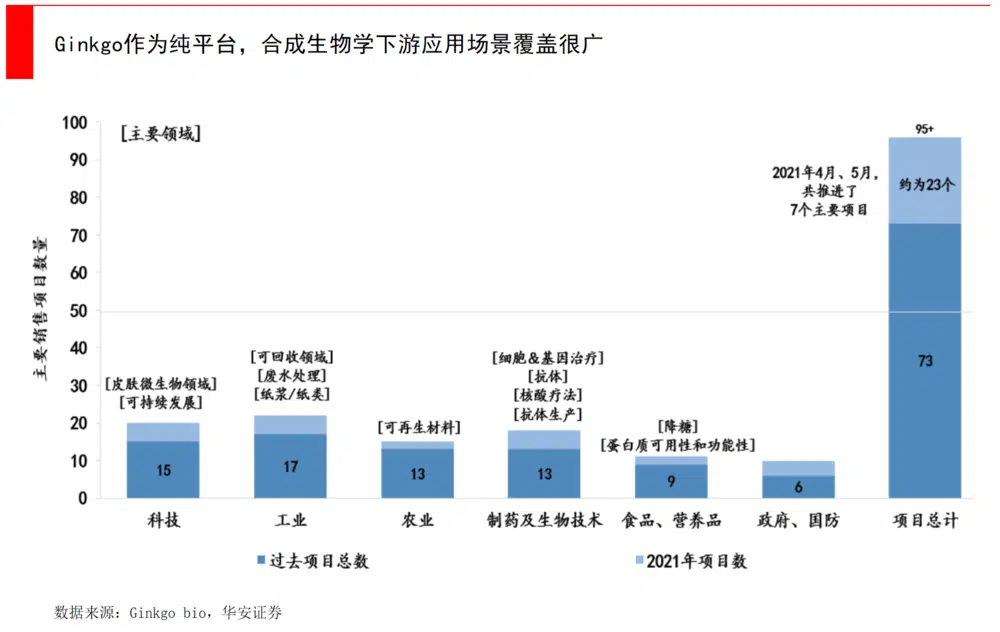 Ginkgo作为纯平台，合成生物学下游应用场景覆盖很广
主要销售项目数量
100
90
80
70
60
50
40
30
20
10
0
[主要领域]
[皮肤微生物领域]
[可持续发展]
15
科技
[可回收领域]
[废水处理]
[纸浆/纸类]
17
工业
[可再生材料]
13
农业
[细胞&基因治疗]
[抗体]
[核酸疗法]
[抗体生产]
13
制药及生物技术
[降糖]
[蛋白质可用性和功能性]
9
食品、营养品
6
政府、国防
2021年4月、5月，
共推进了
7个主要项目
95+
约为23个
73
项目总计
过去项目总数
2021年项目数
数据来源：Ginkgo bio，华安证券